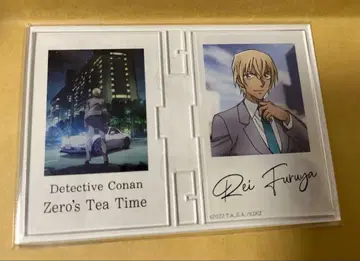 Detective Conan
Zero's Tea Time
Rei Furuya